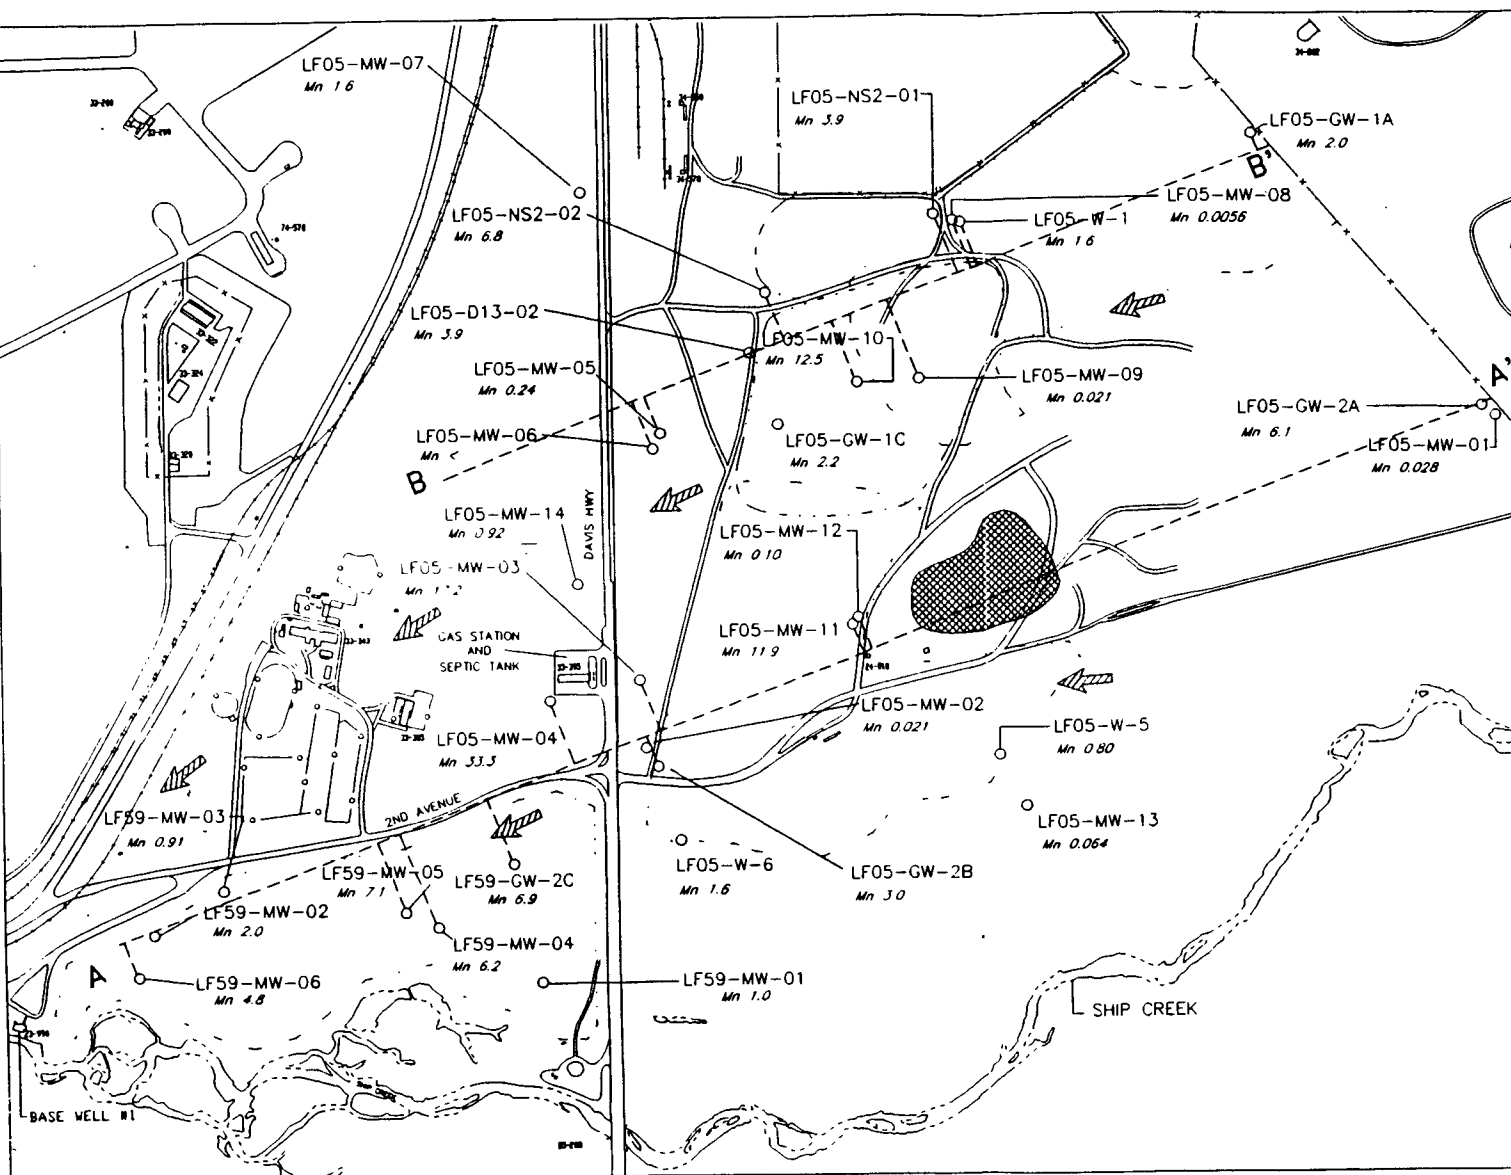 LF05-MW-07
Mn 1 6
LF05-NS2-01
Mn 3.9
LF05-GW-1A
Mn 2.0
B'
LF05-MW-08
Mn 0.0056
LF05-NS2-02
Mn 6.8
LF05-W-1
Mn 1 6
LF05-D13-02
Mn 3.9
LF05-MW-10
Mn 12.5
LF05-MW-05
Mn 0.24
LF05-MW-09
Mn 0.021
A'
LF05-GW-2A
Mn 6.1
LF05-MW-06
Mn <
LF05-GW-1C
Mn 2.2
LF05-MW-01
Mn 0.028
B
LF05-MW-14
Mn 0.92
DAVIS HWY
LF05-MW-12
Mn 0 10
LF05-MW-03
Mn
GAS STATION
AND
SEPTIC TANK
LF05-MW-11
Mn 11 9
LF05-MW-02
Mn 0.021
LF05-MW-04
Mn 33.3
LF05-W-5
Mn 0 80
2ND AVENUE
LF59-MW-03
Mn 0.91
LF05-MW-13
Mn 0.064
LF59-MW-05
Mn 7 1
LF59-GW-2C
Mn 6.9
LF05-W-6
Mn 1.6
LF05-GW-2B
Mn 3 0
LF59-MW-02
Mn 2.0
LF59-MW-04
Mn 6.2
A
LF59-MW-06
Mn 4.8
LF59-MW-01
Mn 1.0
SHIP CREEK
BASE WELL #1